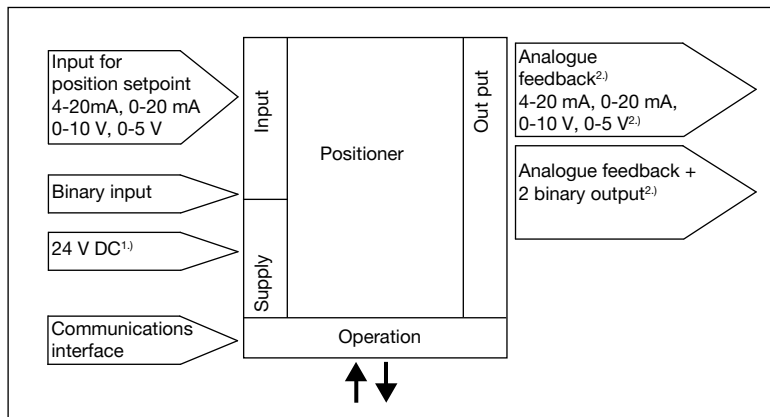 Input for
position setpoint
4-20mA, 0-20 mA
0-10 V, 0-5 V
Binary input
24 V DC1.)
Communications
interface
Input
Supply
Positioner
Out put
Operation
Analogue
feedback2.)
4-20 mA, 0-20 mA,
0-10 V, 0-5 V2.)
Analogue feedback +
2 binary output2.)